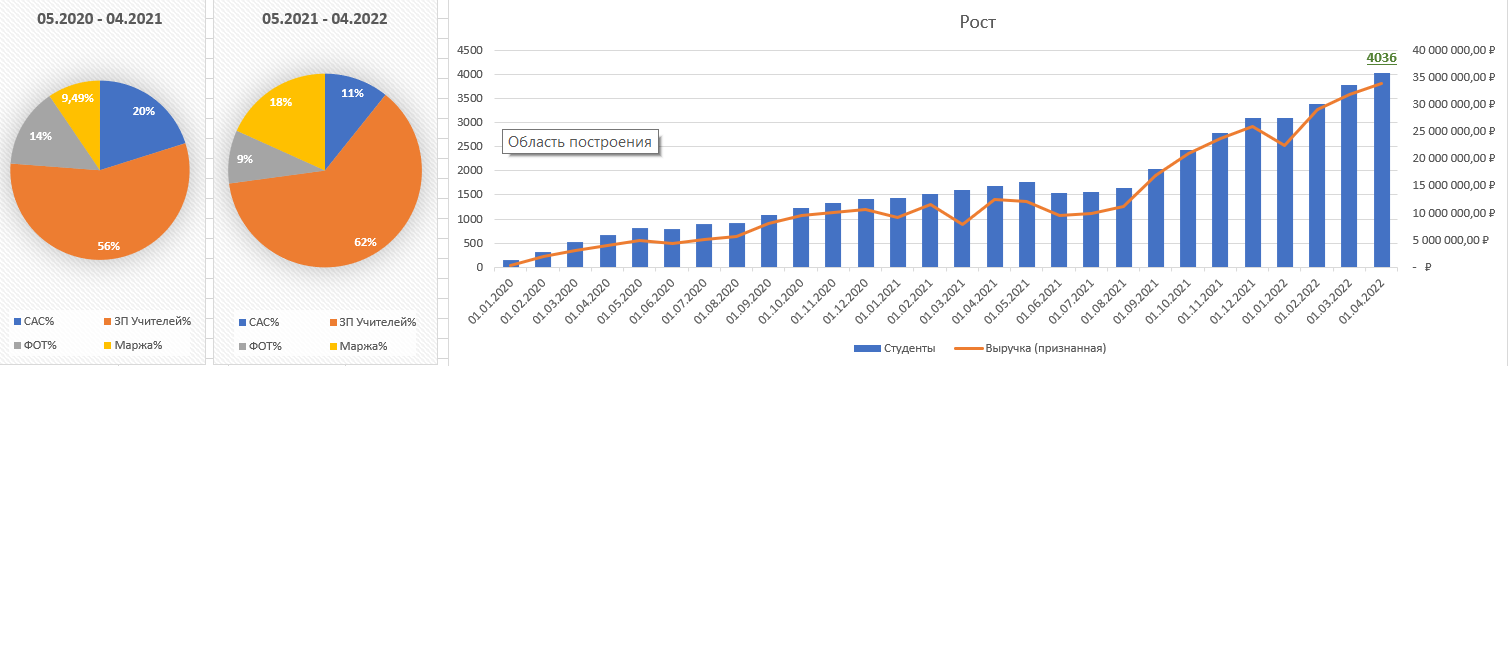 05.2020 - 04.2021
9,49%
20%
14%
56%
САС%
ЗП Учителей%
ФОТ%
Маржа%
05.2021 - 04.2022
18%
11%
9%
62%
САС%
ЗП Учителей%
ФОТ%
Маржа%
Рост
4500
4000
3500
3000
2500
2000
1500
1000
500
0
Область построения
4036
40 000 000,00 ₽
35 000 000,00 ₽
30 000 000,00 ₽
25 000 000,00 ₽
20 000 000,00 ₽
15 000 000,00 ₽
10 000 000,00 ₽
5 000 000,00 ₽
- ₽
01.01.2020
01.02.2020
01.03.2020
01.04.2020
01.05.2020
01.06.2020
01.07.2020
01.08.2020
01.09.2020
01.10.2020
01.11.2020
01.12.2020
01.01.2021
01.02.2021
01.03.2021
01.04.2021
01.05.2021
01.06.2021
01.07.2021
01.08.2021
01.09.2021
01.10.2021
01.11.2021
01.12.2021
01.01.2022
01.02.2022
01.03.2022
01.04.2022
Студенты
Выручка (признанная)